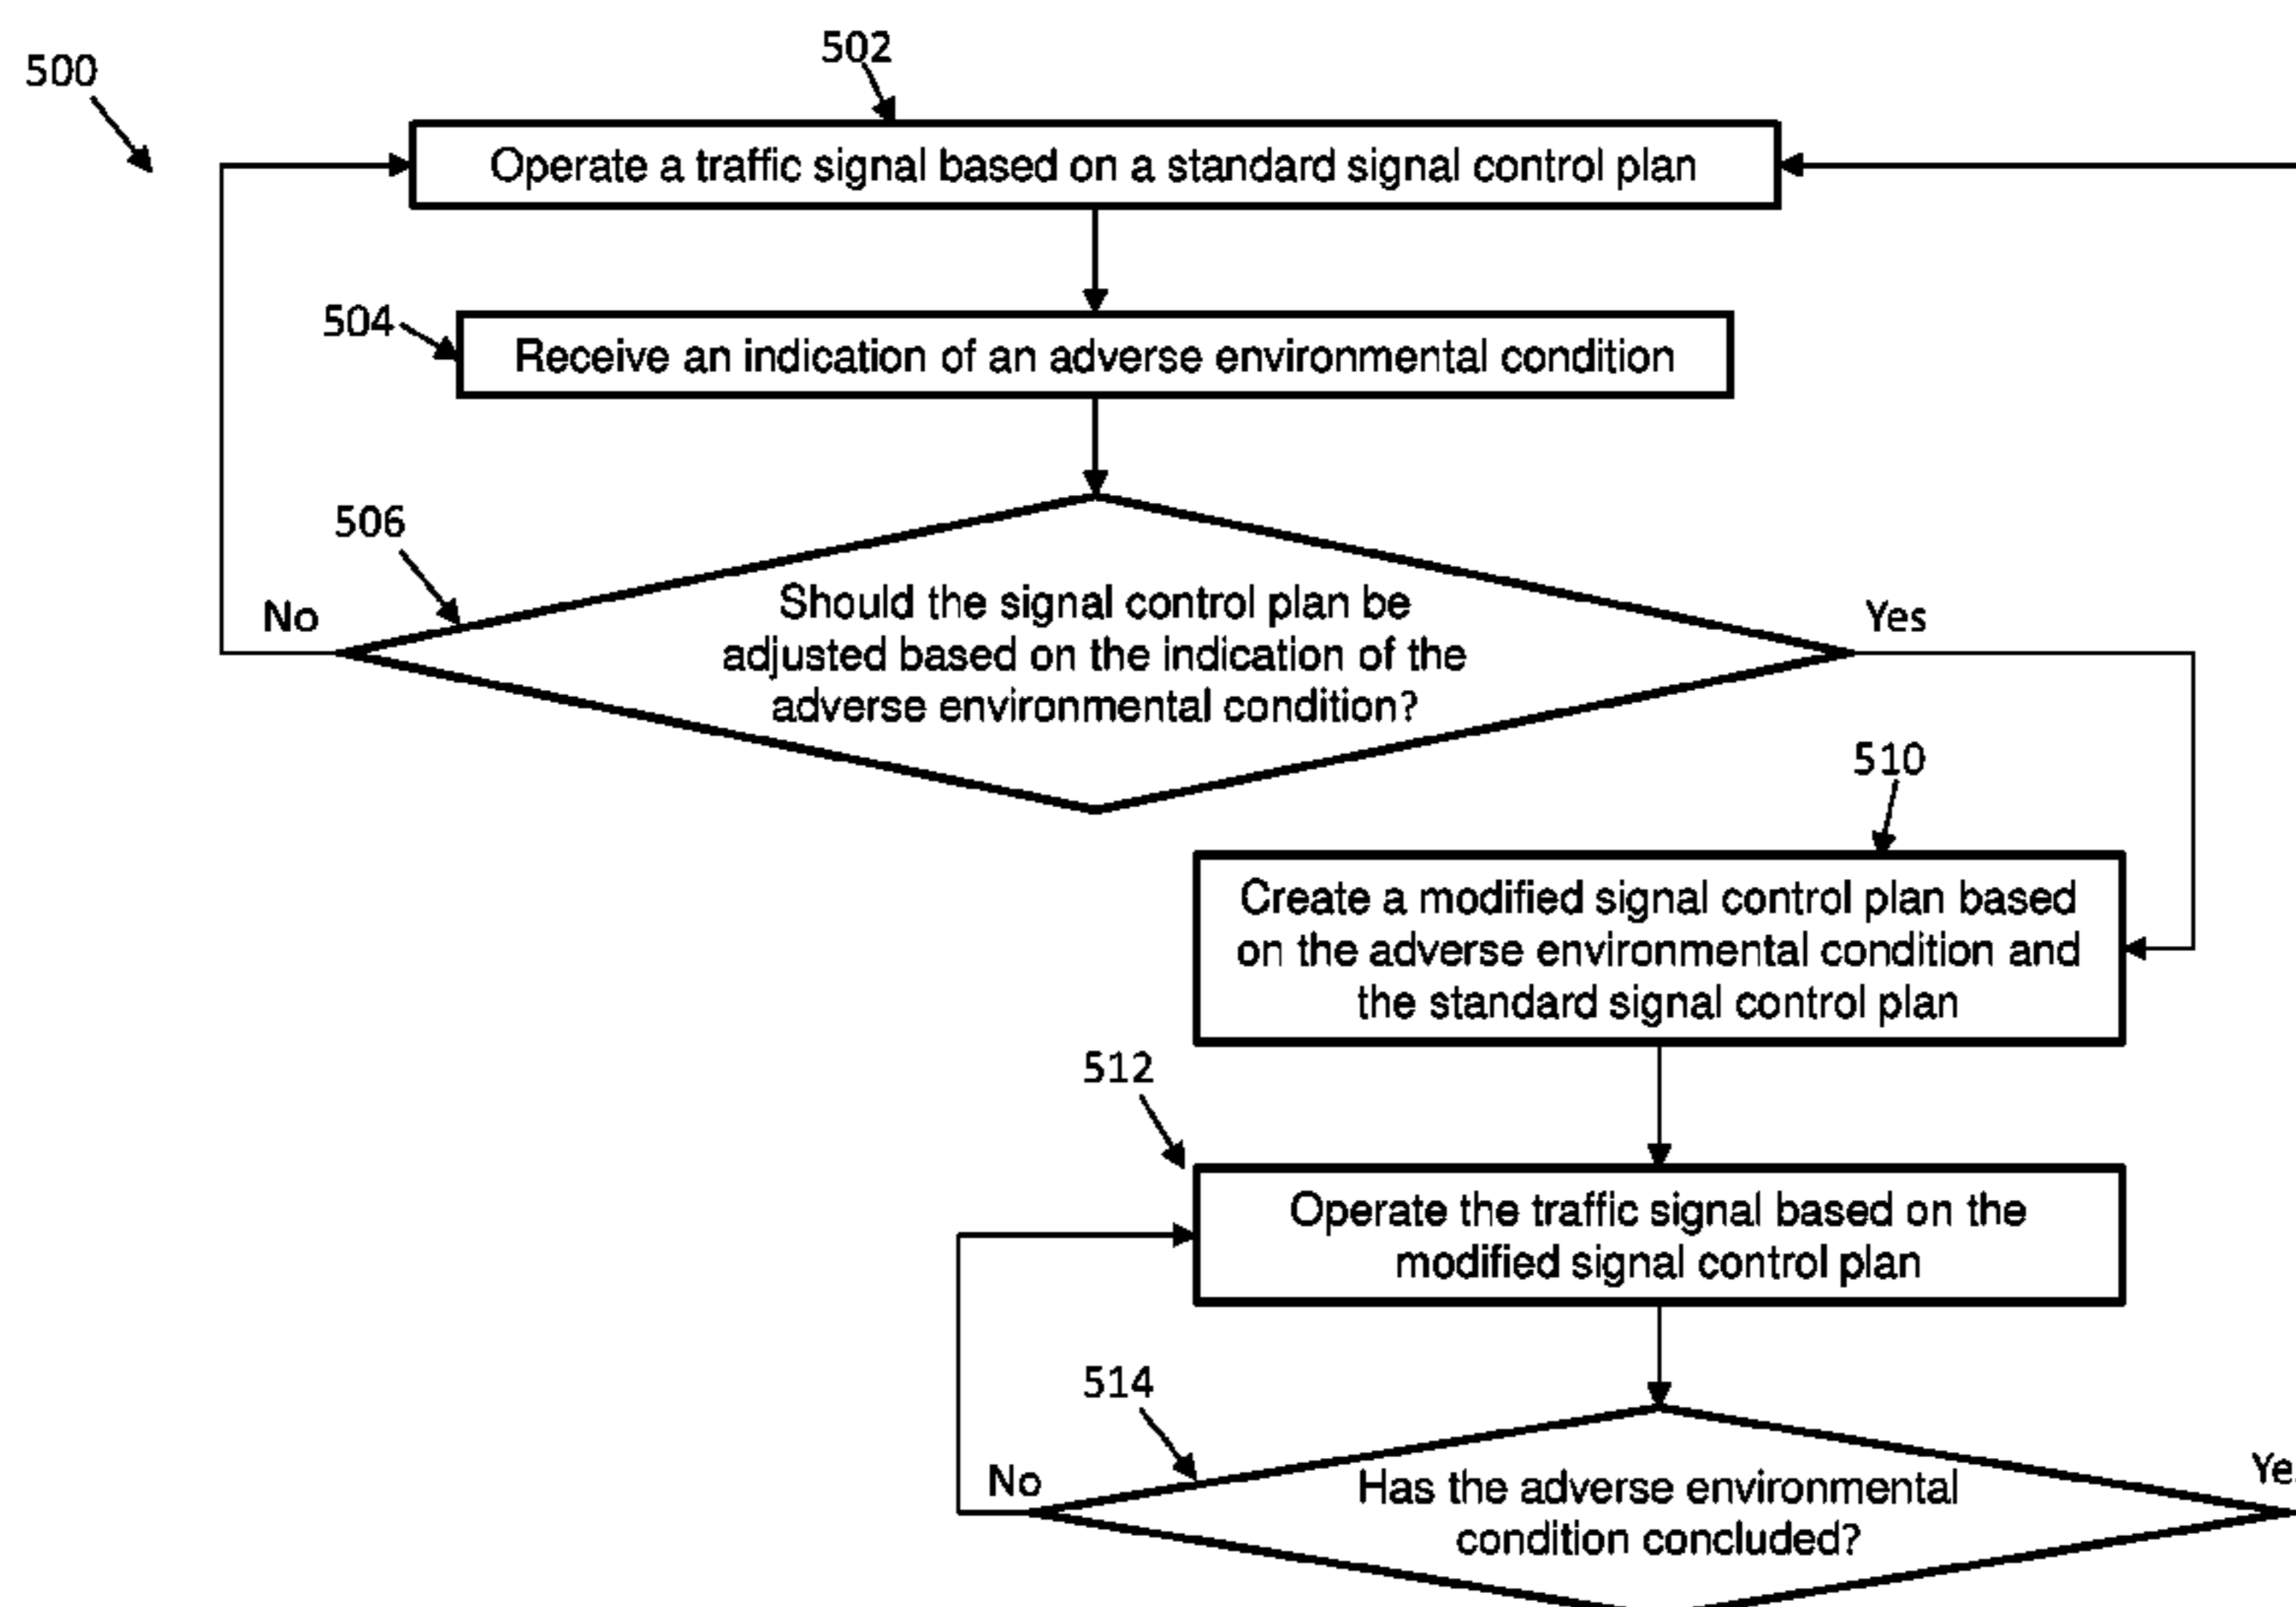 500
502
Operate a traffic signal based on a standard signal control plan
504
Receive an indication of an adverse environmental condition
506
Should the signal control plan be
adjusted based on the indication of the
adverse environmental condition?
No
Yes
510
Create a modified signal control plan based
on the adverse environmental condition and
the standard signal control plan
512
Operate the traffic signal based on the
modified signal control plan
514
Has the adverse environmental
condition concluded?
No